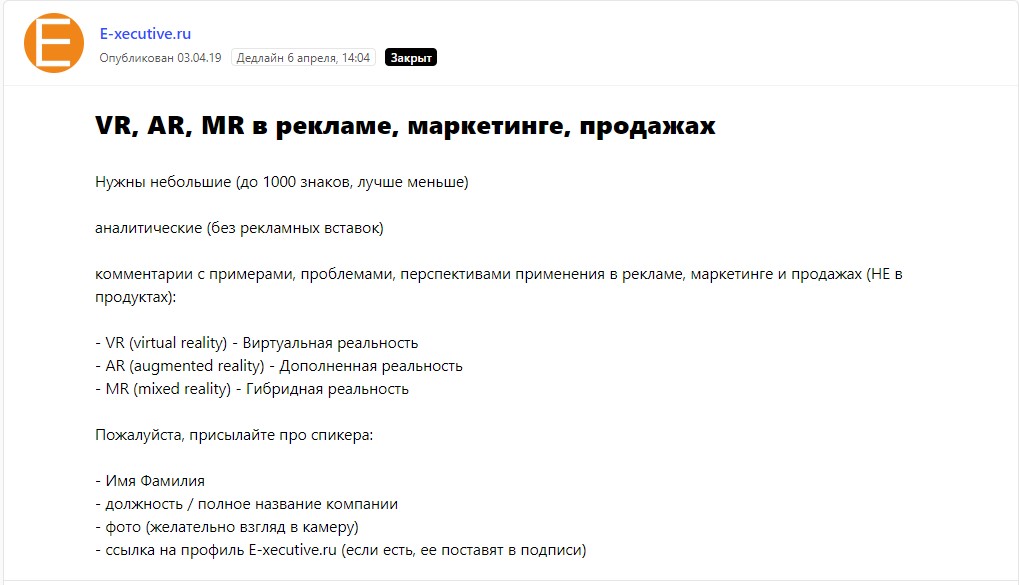 E
E-xecutive.ru
Опубликован 03.04.19 Дедлайн 6 апреля, 14:04 Закрыт
VR, AR, MR в рекламе, маркетинге, продажах
Нужны небольшие (до 1000 знаков, лучше меньше)
аналитические (без рекламных вставок)
комментарии с примерами, проблемами, перспективами применения в рекламе, маркетинге и продажах (НЕ в
продуктах):
- VR (virtual reality) - Виртуальная реальность
- AR (augmented reality) - Дополненная реальность
- MR (mixed reality) - Гибридная реальность
Пожалуйста, присылайте про спикера:
- Имя Фамилия
- должность / полное название компании
- фото (желательно взгляд в камеру)
- ссылка на профиль E-xecutive.ru (если есть, ее поставят в подписи)